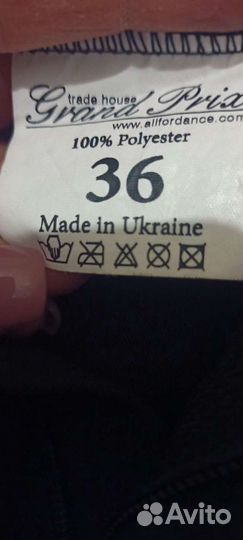 trade house
Grand Prix
www.allfordance.com
100% Polyester
36
Made in Ukraine
Avito